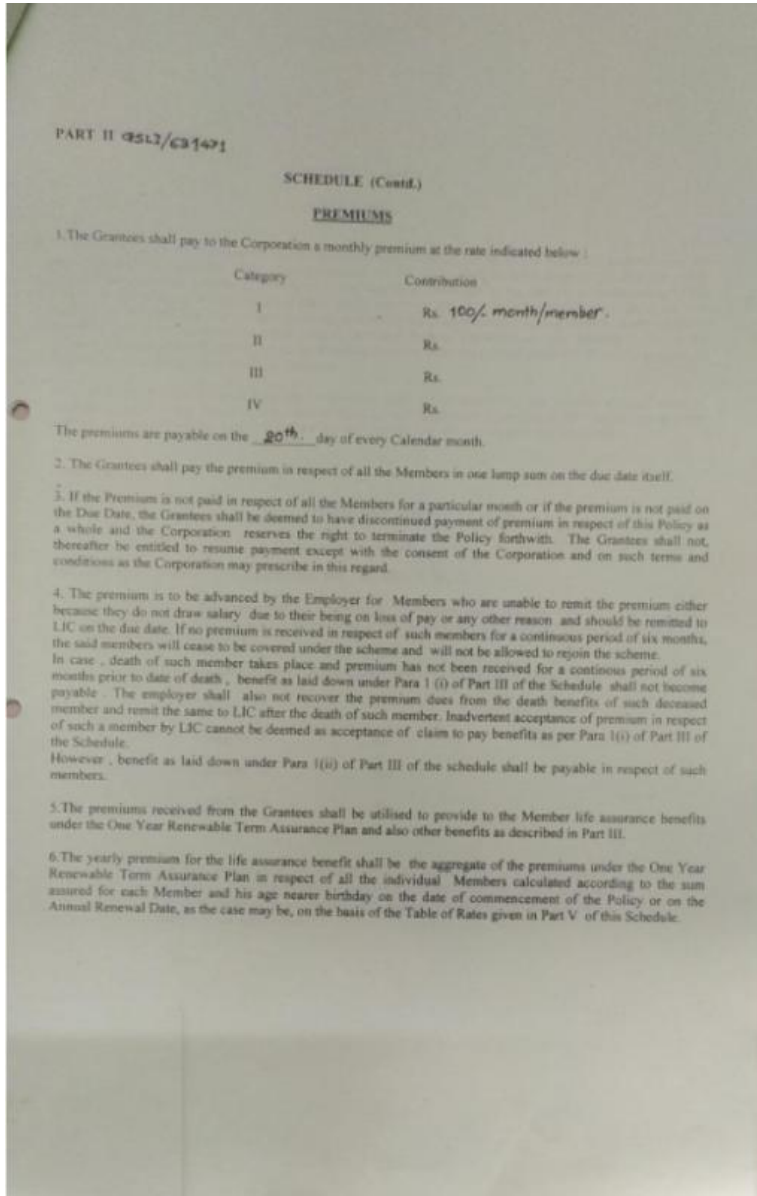 PART II GSLI/631471
SCHEDULE (Contd.)
PREMIUMS
1.The Grantees shall pay to the Corporation a monthly premium at the rate indicated below :
Category Contribution
I Rs. 100/- month/member.
II Rs.
III Rs.
IV Rs.
The premiums are payable on the 20th. day of every Calendar month.
2. The Grantees shall pay the premium in respect of all the Members in one lump sum on the due date itself.
3. If the Premium is not paid in respect of all the Members for a particular month or if the premium is not paid on
the Due Date, the Grantees shall be deemed to have discontinued payment of premium in respect of this Policy as
a whole and the Corporation reserves the right to terminate the Policy forthwith. The Grantees shall not,
thereafter be entitled to resume payment except with the consent of the Corporation and on such terms and
conditions as the Corporation may prescribe in this regard.
4. The premium is to be advanced by the Employer for Members who are unable to remit the premium either
because they do not draw salary due to their being on loss of pay or any other reason and should be remitted to
LIC on the due date. If no premium is received in respect of such members for a continuous period of six months,
the said members will cease to be covered under the scheme and will not be allowed to rejoin the scheme.
In case , death of such member takes place and premium has not been received for a continous period of six
months prior to date of death , benefit as laid down under Para 1 (i) of Part III of the Schedule shall not become
payable . The employer shall also not recover the premium dues from the death benefits of such deceased
member and remit the same to LIC after the death of such member. Inadvertent acceptance of premium in respect
of such a member by LIC cannot be deemed as acceptance of claim to pay benefits as per Para 1(i) of Part III of
the Schedule.
However , benefit as laid down under Para 1(ii) of Part III of the schedule shall be payable in respect of such
members.
5.The premiums received from the Grantees shall be utilised to provide to the Member life assurance benefits
under the One Year Renewable Term Assurance Plan and also other benefits as described in Part III.
6.The yearly premium for the life assurance benefit shall be the aggregate of the premiums under the One Year
Renewable Term Assurance Plan in respect of all the individual Members calculated according to the sum
assured for each Member and his age nearer birthday on the date of commencement of the Policy or on the
Annual Renewal Date, as the case may be, on the basis of the Table of Rates given in Part V of this Schedule.